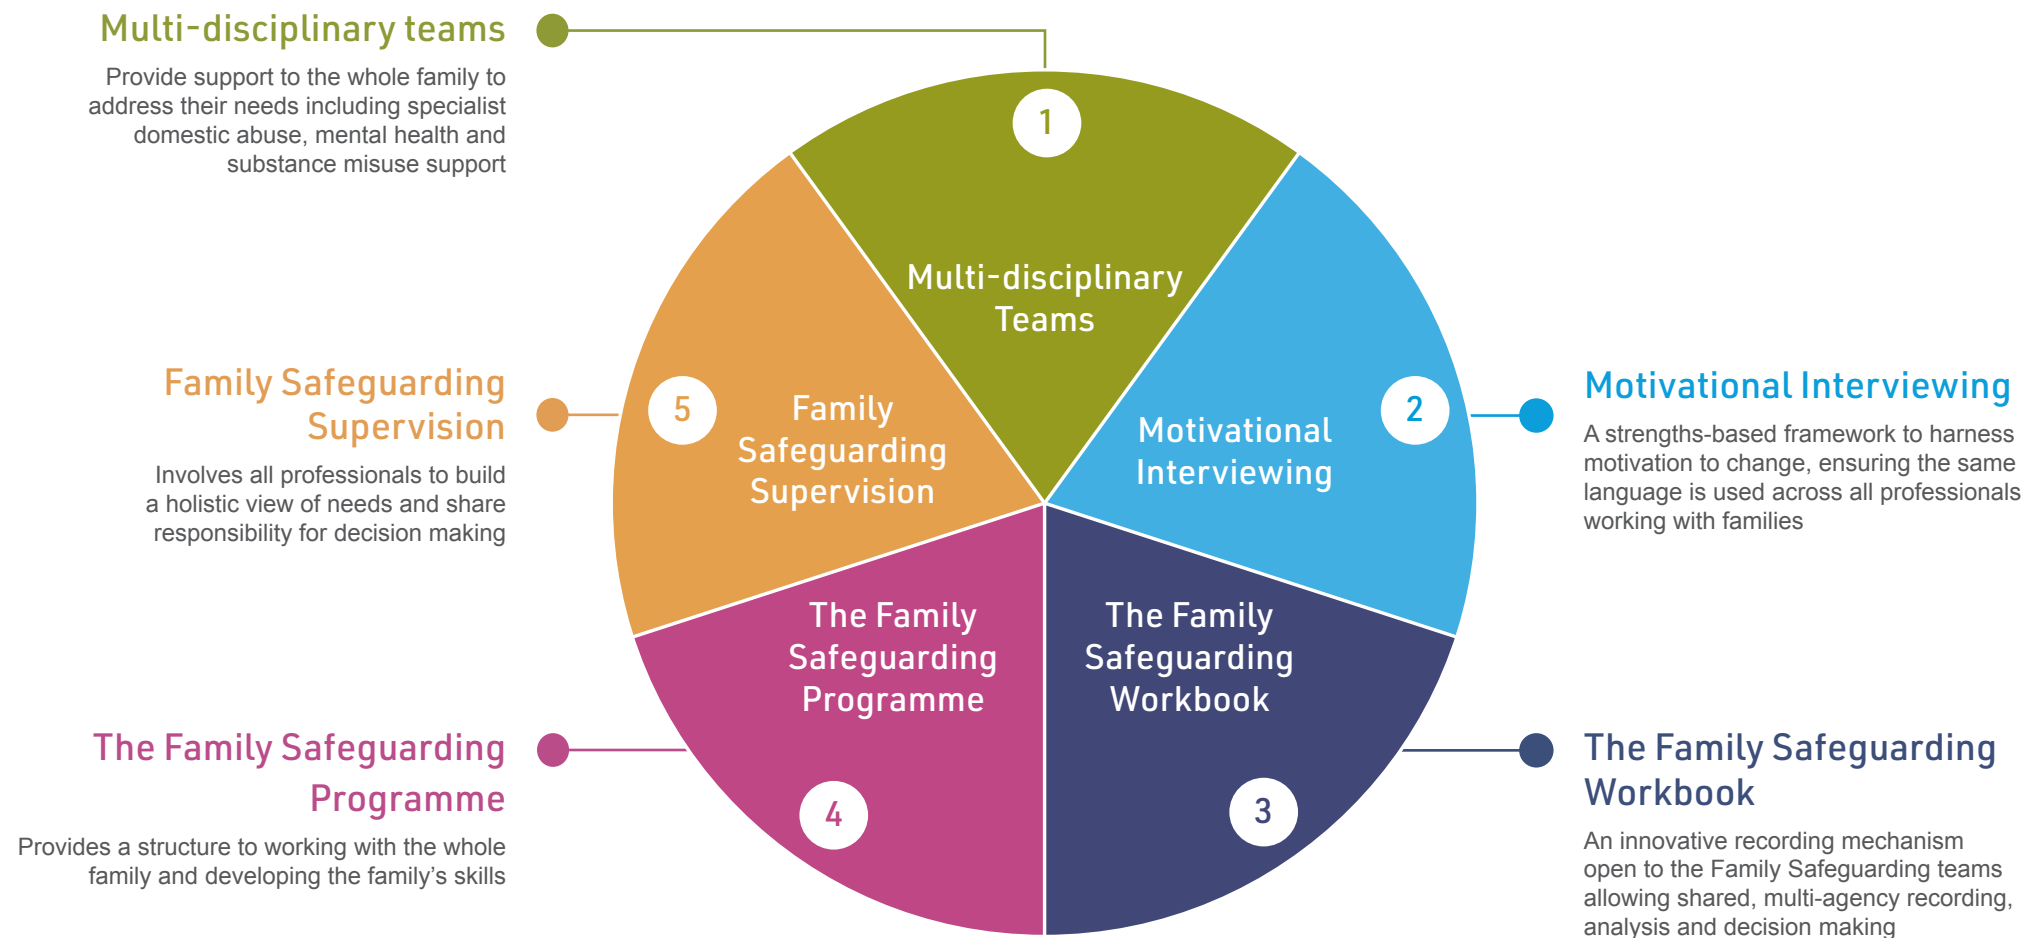 Multi-disciplinary teams
Provide support to the whole family to
address their needs including specialist
domestic abuse, mental health and
substance misuse support
1
Multi-disciplinary
Teams
2
Motivational
Interviewing
Motivational Interviewing
A strengths-based framework to harness
motivation to change, ensuring the same
language is used across all professionals
working with families
3
The Family
Safeguarding
Workbook
The Family Safeguarding
Workbook
An innovative recording mechanism
open to the Family Safeguarding teams
allowing shared, multi-agency recording,
analysis and decision making
4
The Family
Safeguarding
Programme
The Family Safeguarding
Programme
Provides a structure to working with the whole
family and developing the family’s skills
5
Family
Safeguarding
Supervision
Family Safeguarding
Supervision
Involves all professionals to build
a holistic view of needs and share
responsibility for decision making